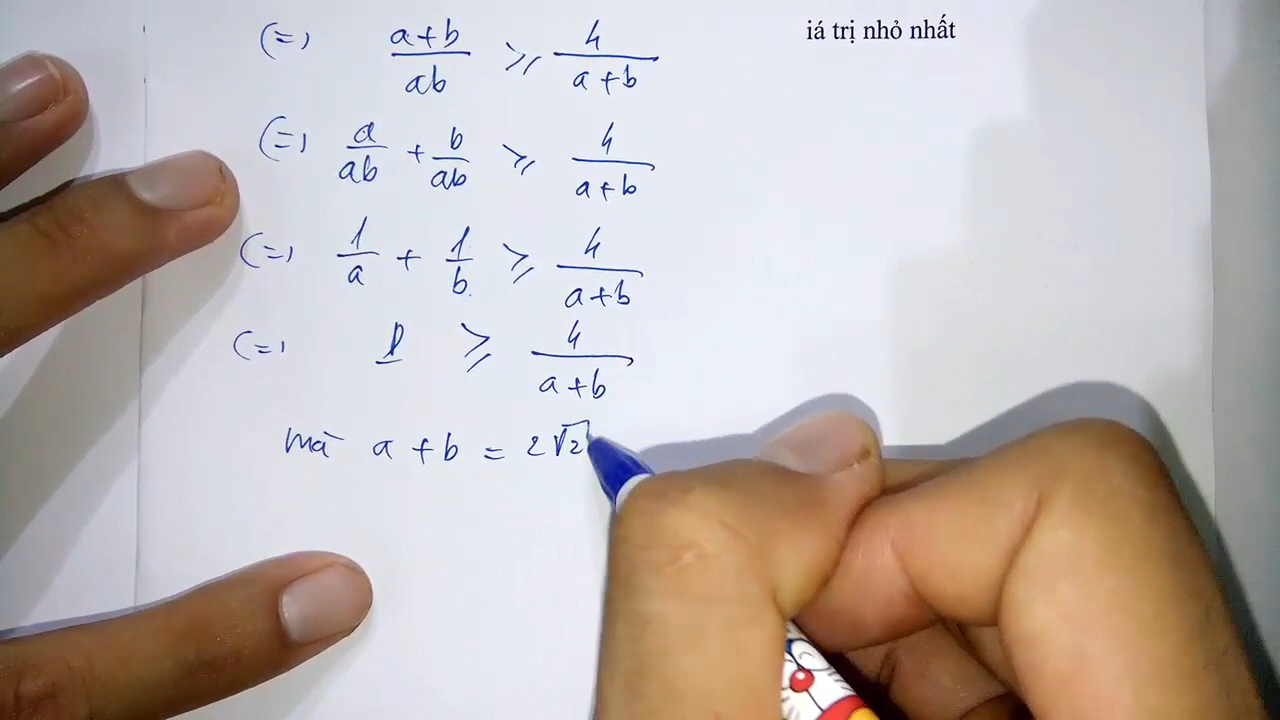 iá trị nhỏ nhất
(=) a+b/ab ⩾ 4/a+b
(=) a/ab + b/ab ⩾ 4/a+b
(=) 1/a + 1/b ⩾ 4/a+b
(=) P ⩾ 4/a+b
mà a + b = 2√2